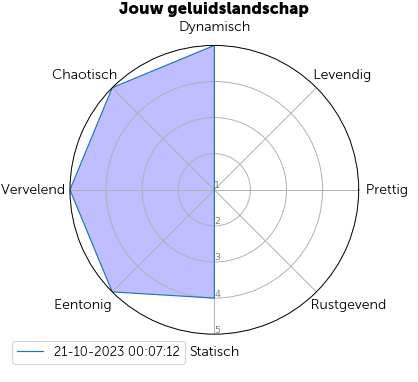 Jouw geluidslandschap
Dynamisch
Chaotisch
Levendig
Vervelend
1
Prettig
2
3
4
Eentonig
Rustgevend
5
21-10-2023 00:07:12
Statisch